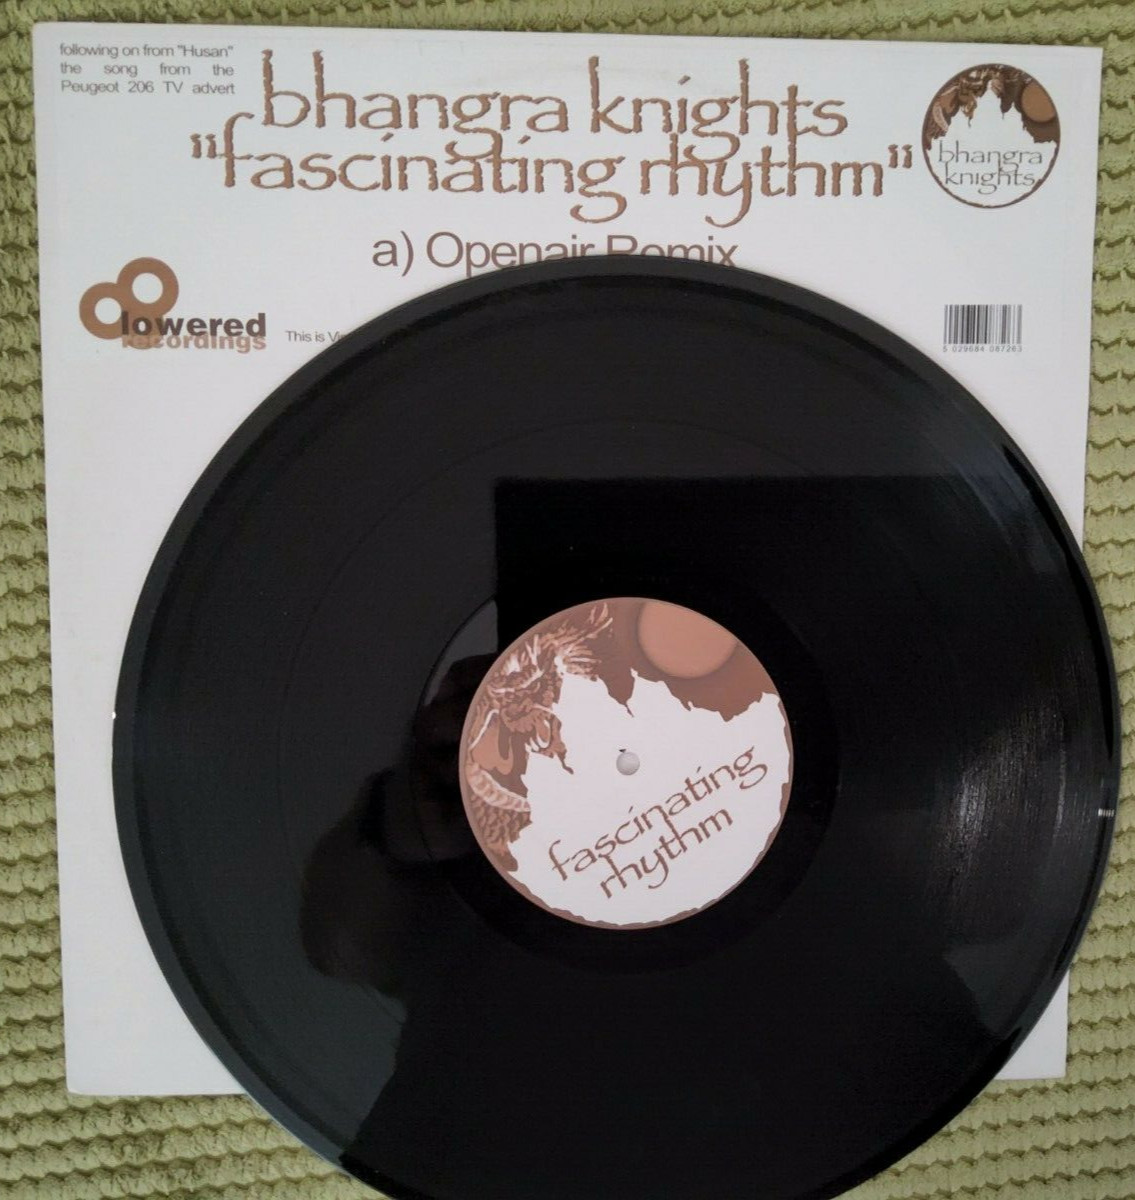 following on from "Husan"
the song from the
Peugeot 206 TV advert
bhangra knights
"fascinating rhythm"
bhangra
knights
a) Openair Remix
lowered
recordings
This is
5 029684 087263
fascinating
rhythm